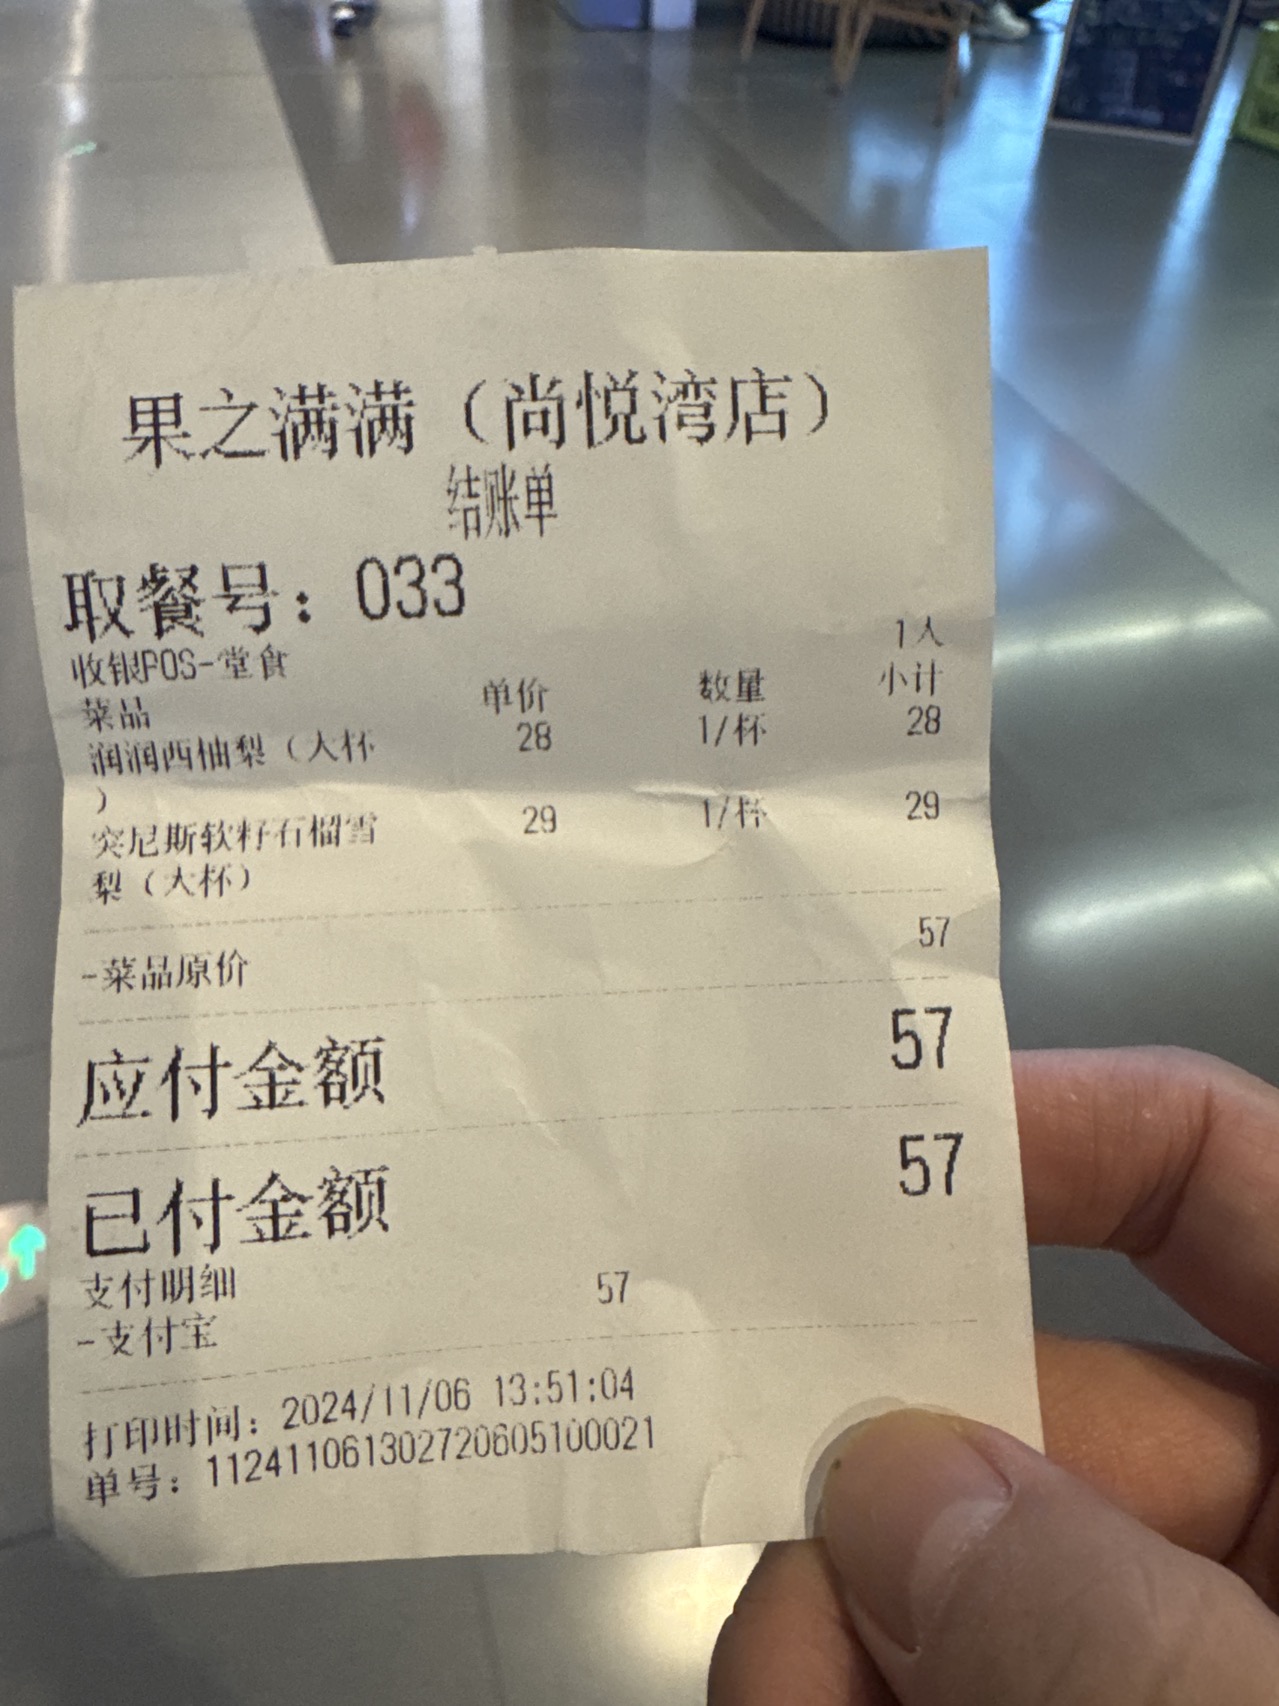 果之满满（尚悦湾店）
结账单
取餐号：033
收银POS-堂食 1人
菜品 单价 数量 小计
润润西柚梨（大杯 28 1/杯 28
）
突尼斯软籽石榴雪 29 1/杯 29
梨（大杯）
-菜品原价 57
应付金额 57
已付金额 57
支付明细
-支付宝 57
打印时间：2024/11/06 13:51:04
单号：112411061302720605100021